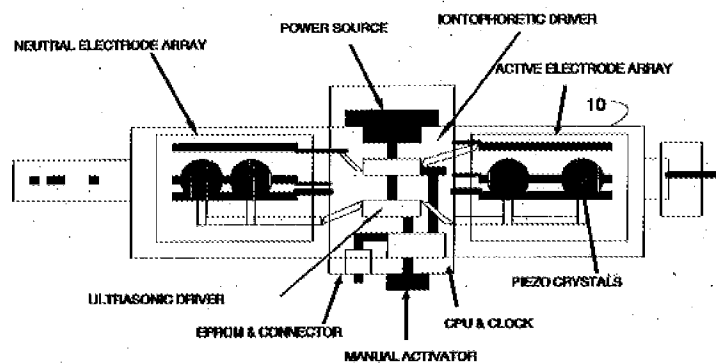 IONTOPHORETIC DRIVER
POWER SOURCE
NEUTRAL ELECTRODE ARRAY
ACTIVE ELECTRODE ARRAY
10
ULTRASONIC DRIVER
PIEZO CRYSTALS
EPROM & CONNECTOR
CPU & CLOCK
MANUAL ACTIVATOR